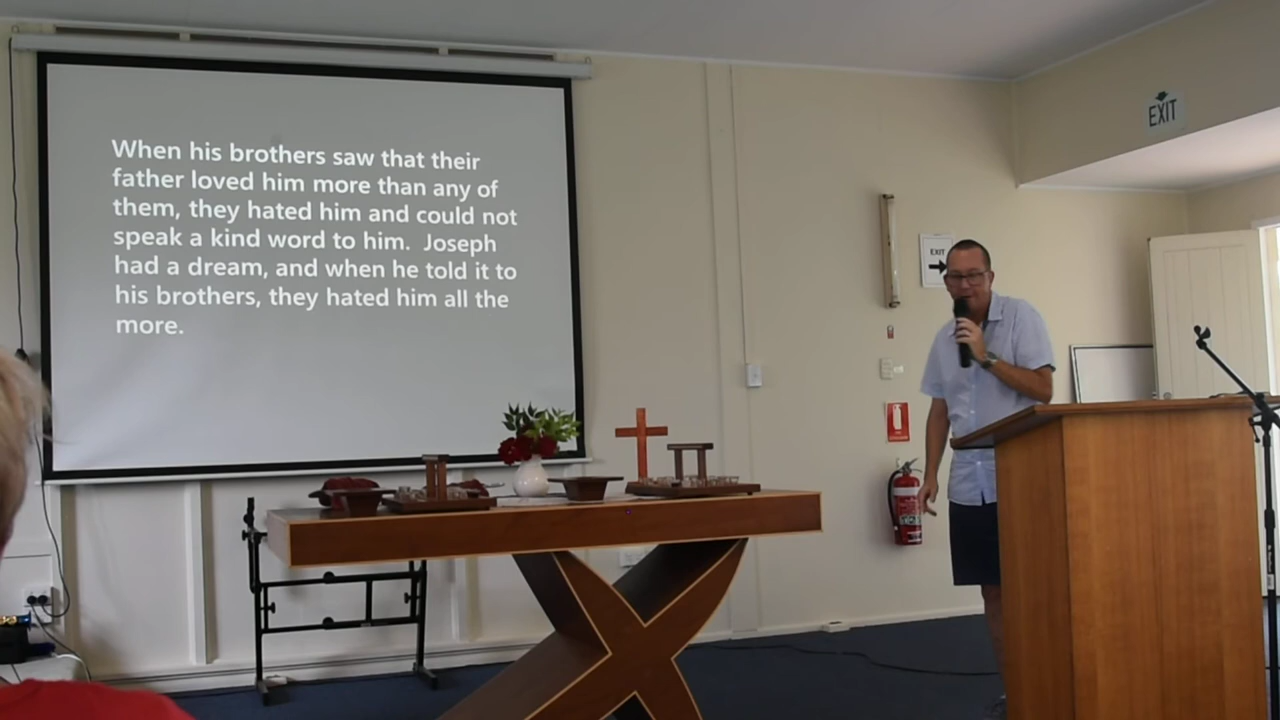 When his brothers saw that their
father loved him more than any of
them, they hated him and could not
speak a kind word to him.  Joseph
had a dream, and when he told it to
his brothers, they hated him all the
more.
EXIT
EXIT